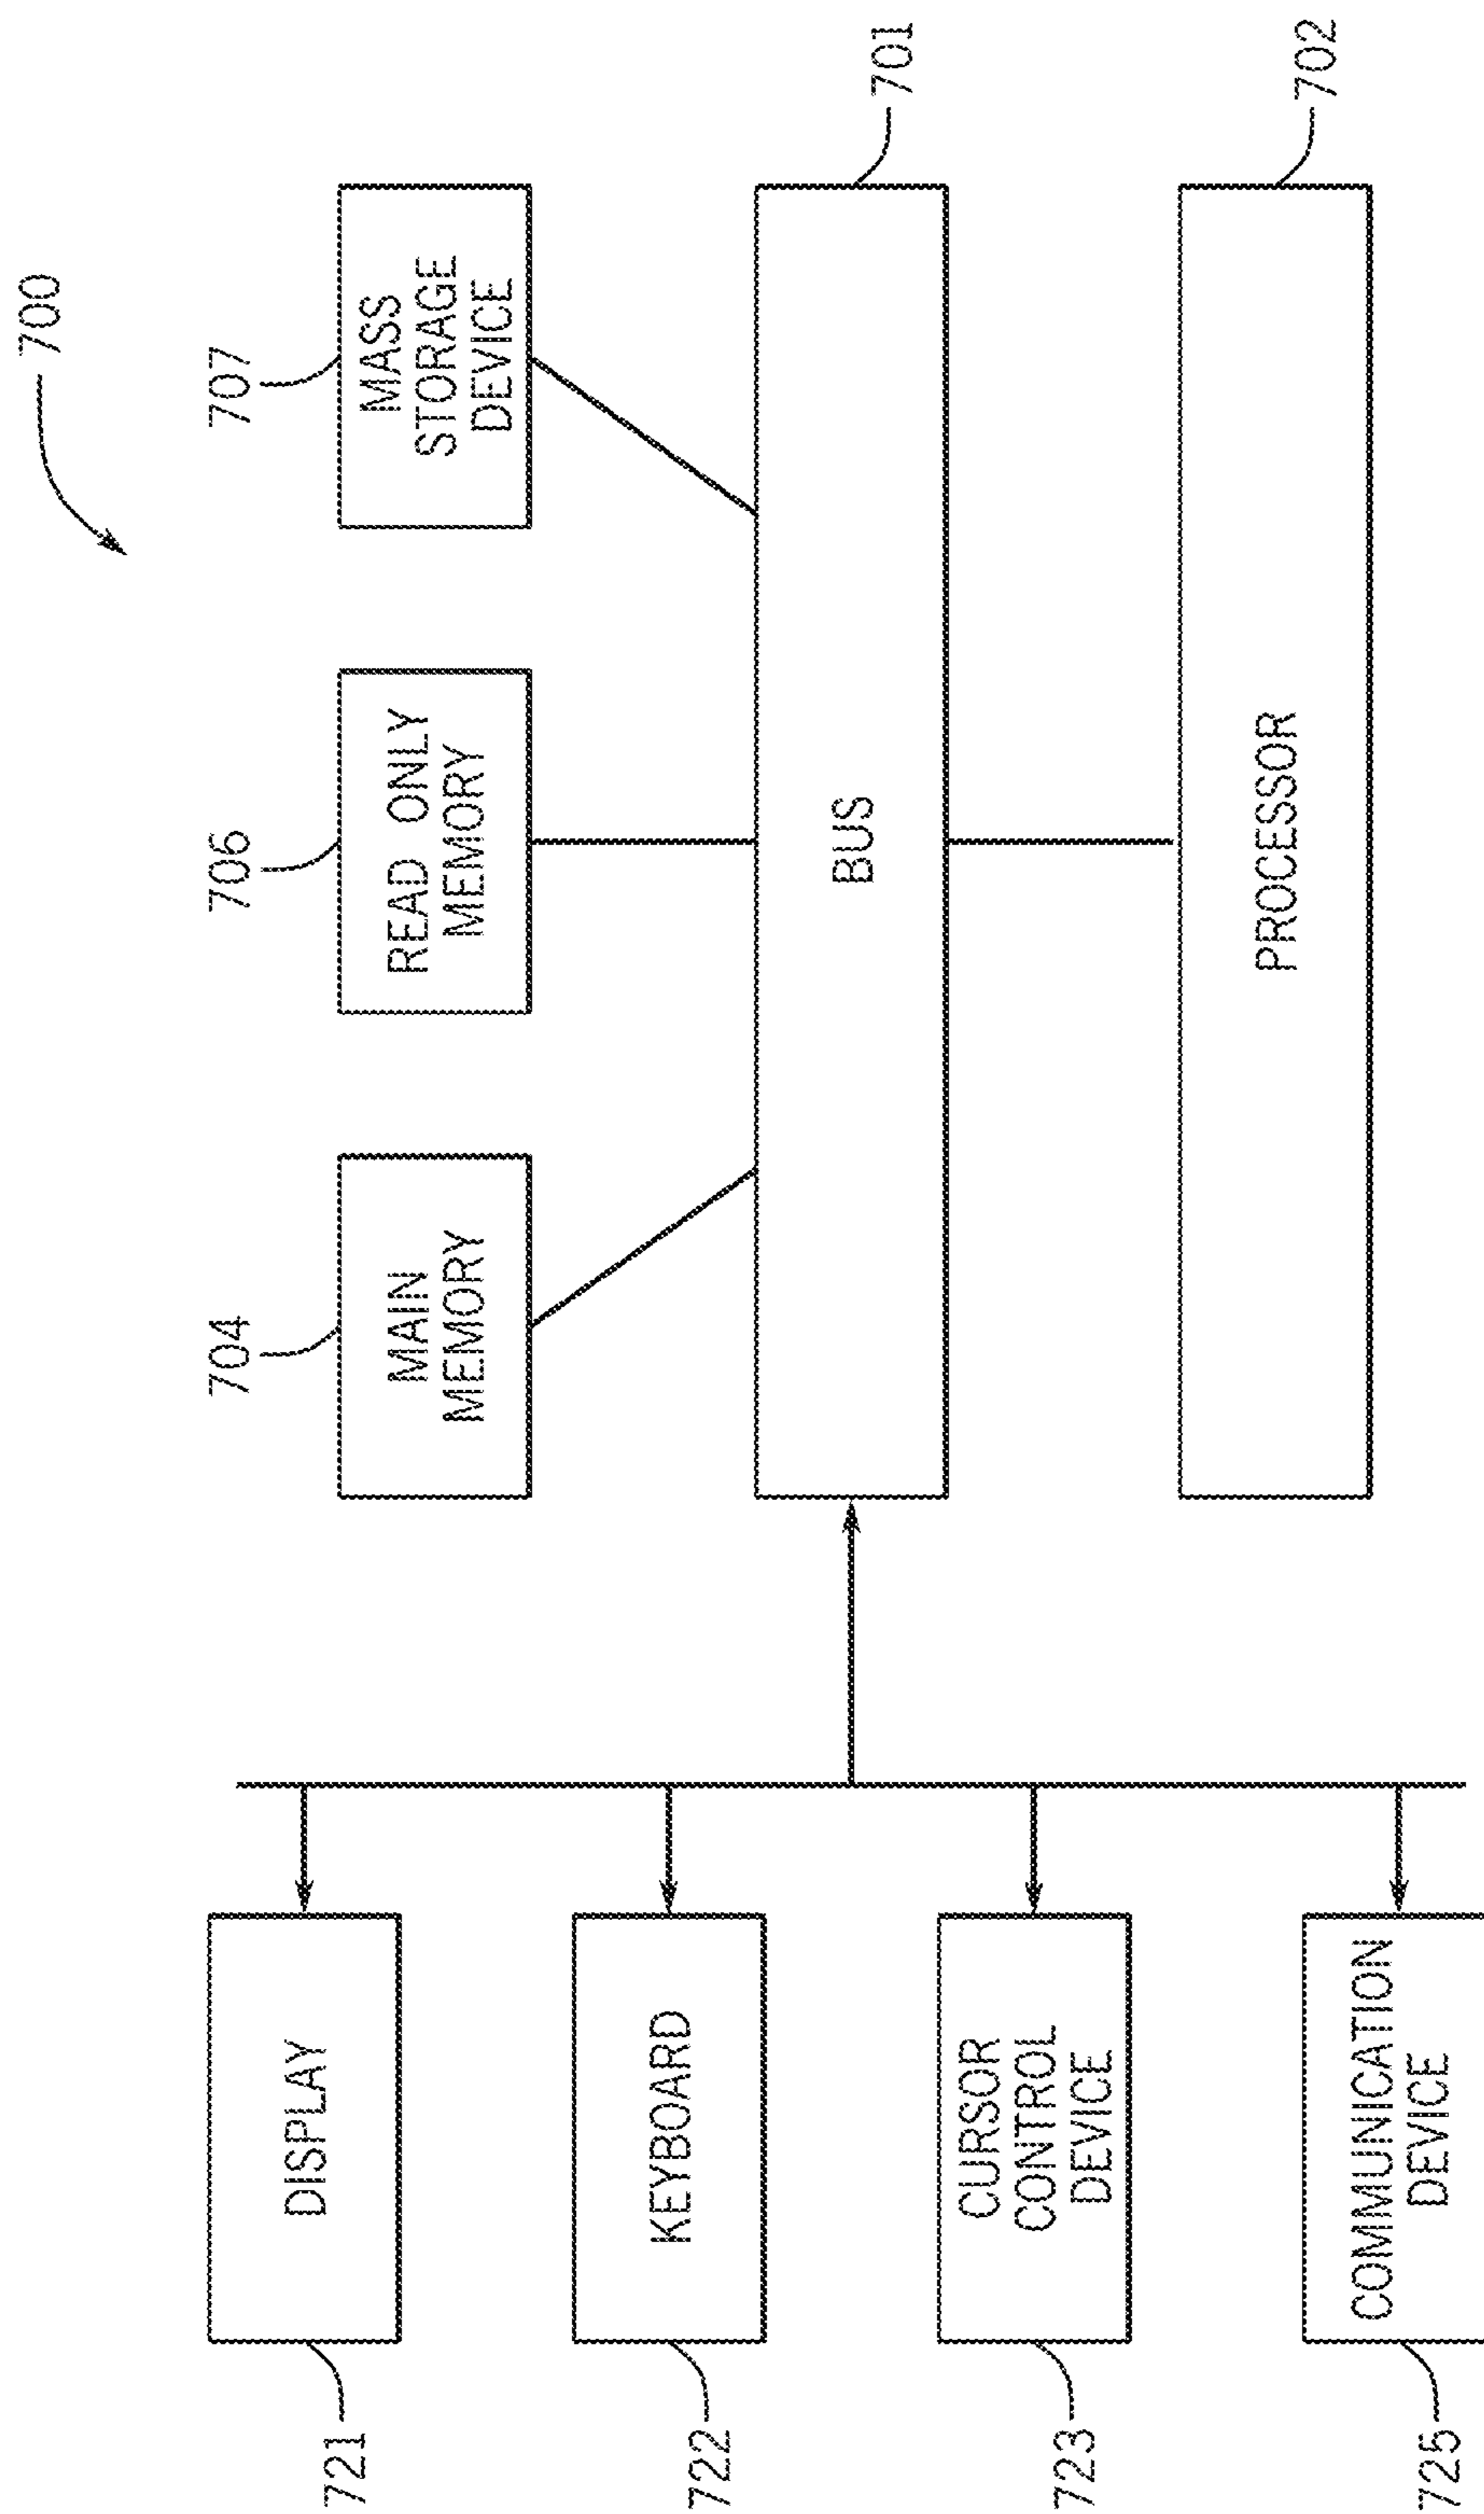 700
707
MASS
STORAGE
DEVICE
706
READ ONLY
MEMORY
704
MAIN
MEMORY
701
BUS
702
PROCESSOR
DISPLAY
721
KEYBOARD
722
CURSOR
CONTROL
DEVICE
723
COMMUNICATION
DEVICE
725